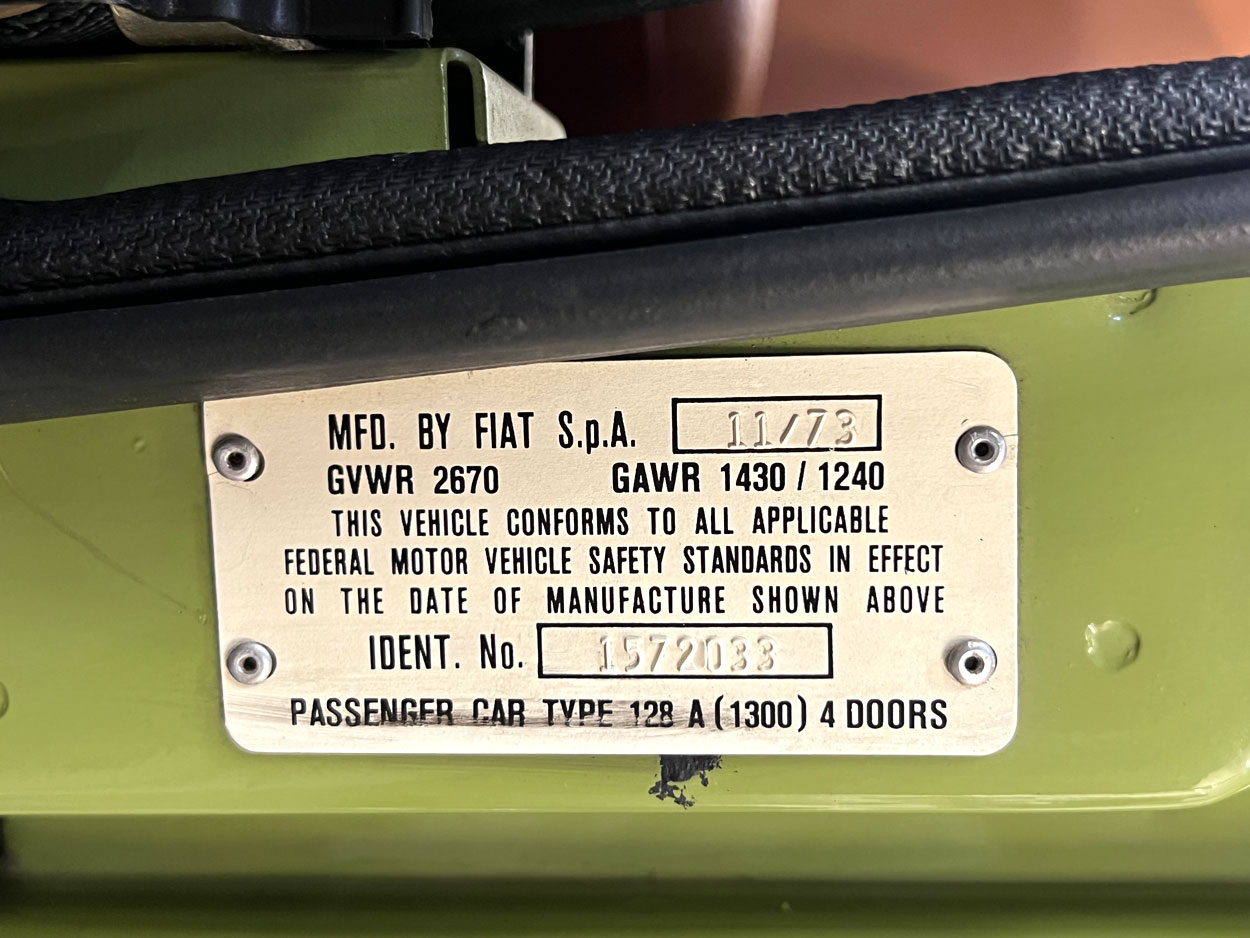 MFD. BY FIAT S.p.A. 11/73
GVWR 2670 GAWR 1430 / 1240
THIS VEHICLE CONFORMS TO ALL APPLICABLE
FEDERAL MOTOR VEHICLE SAFETY STANDARDS IN EFFECT
ON THE DATE OF MANUFACTURE SHOWN ABOVE
IDENT. No. 1572033
PASSENGER CAR TYPE 128 A (1300) 4 DOORS